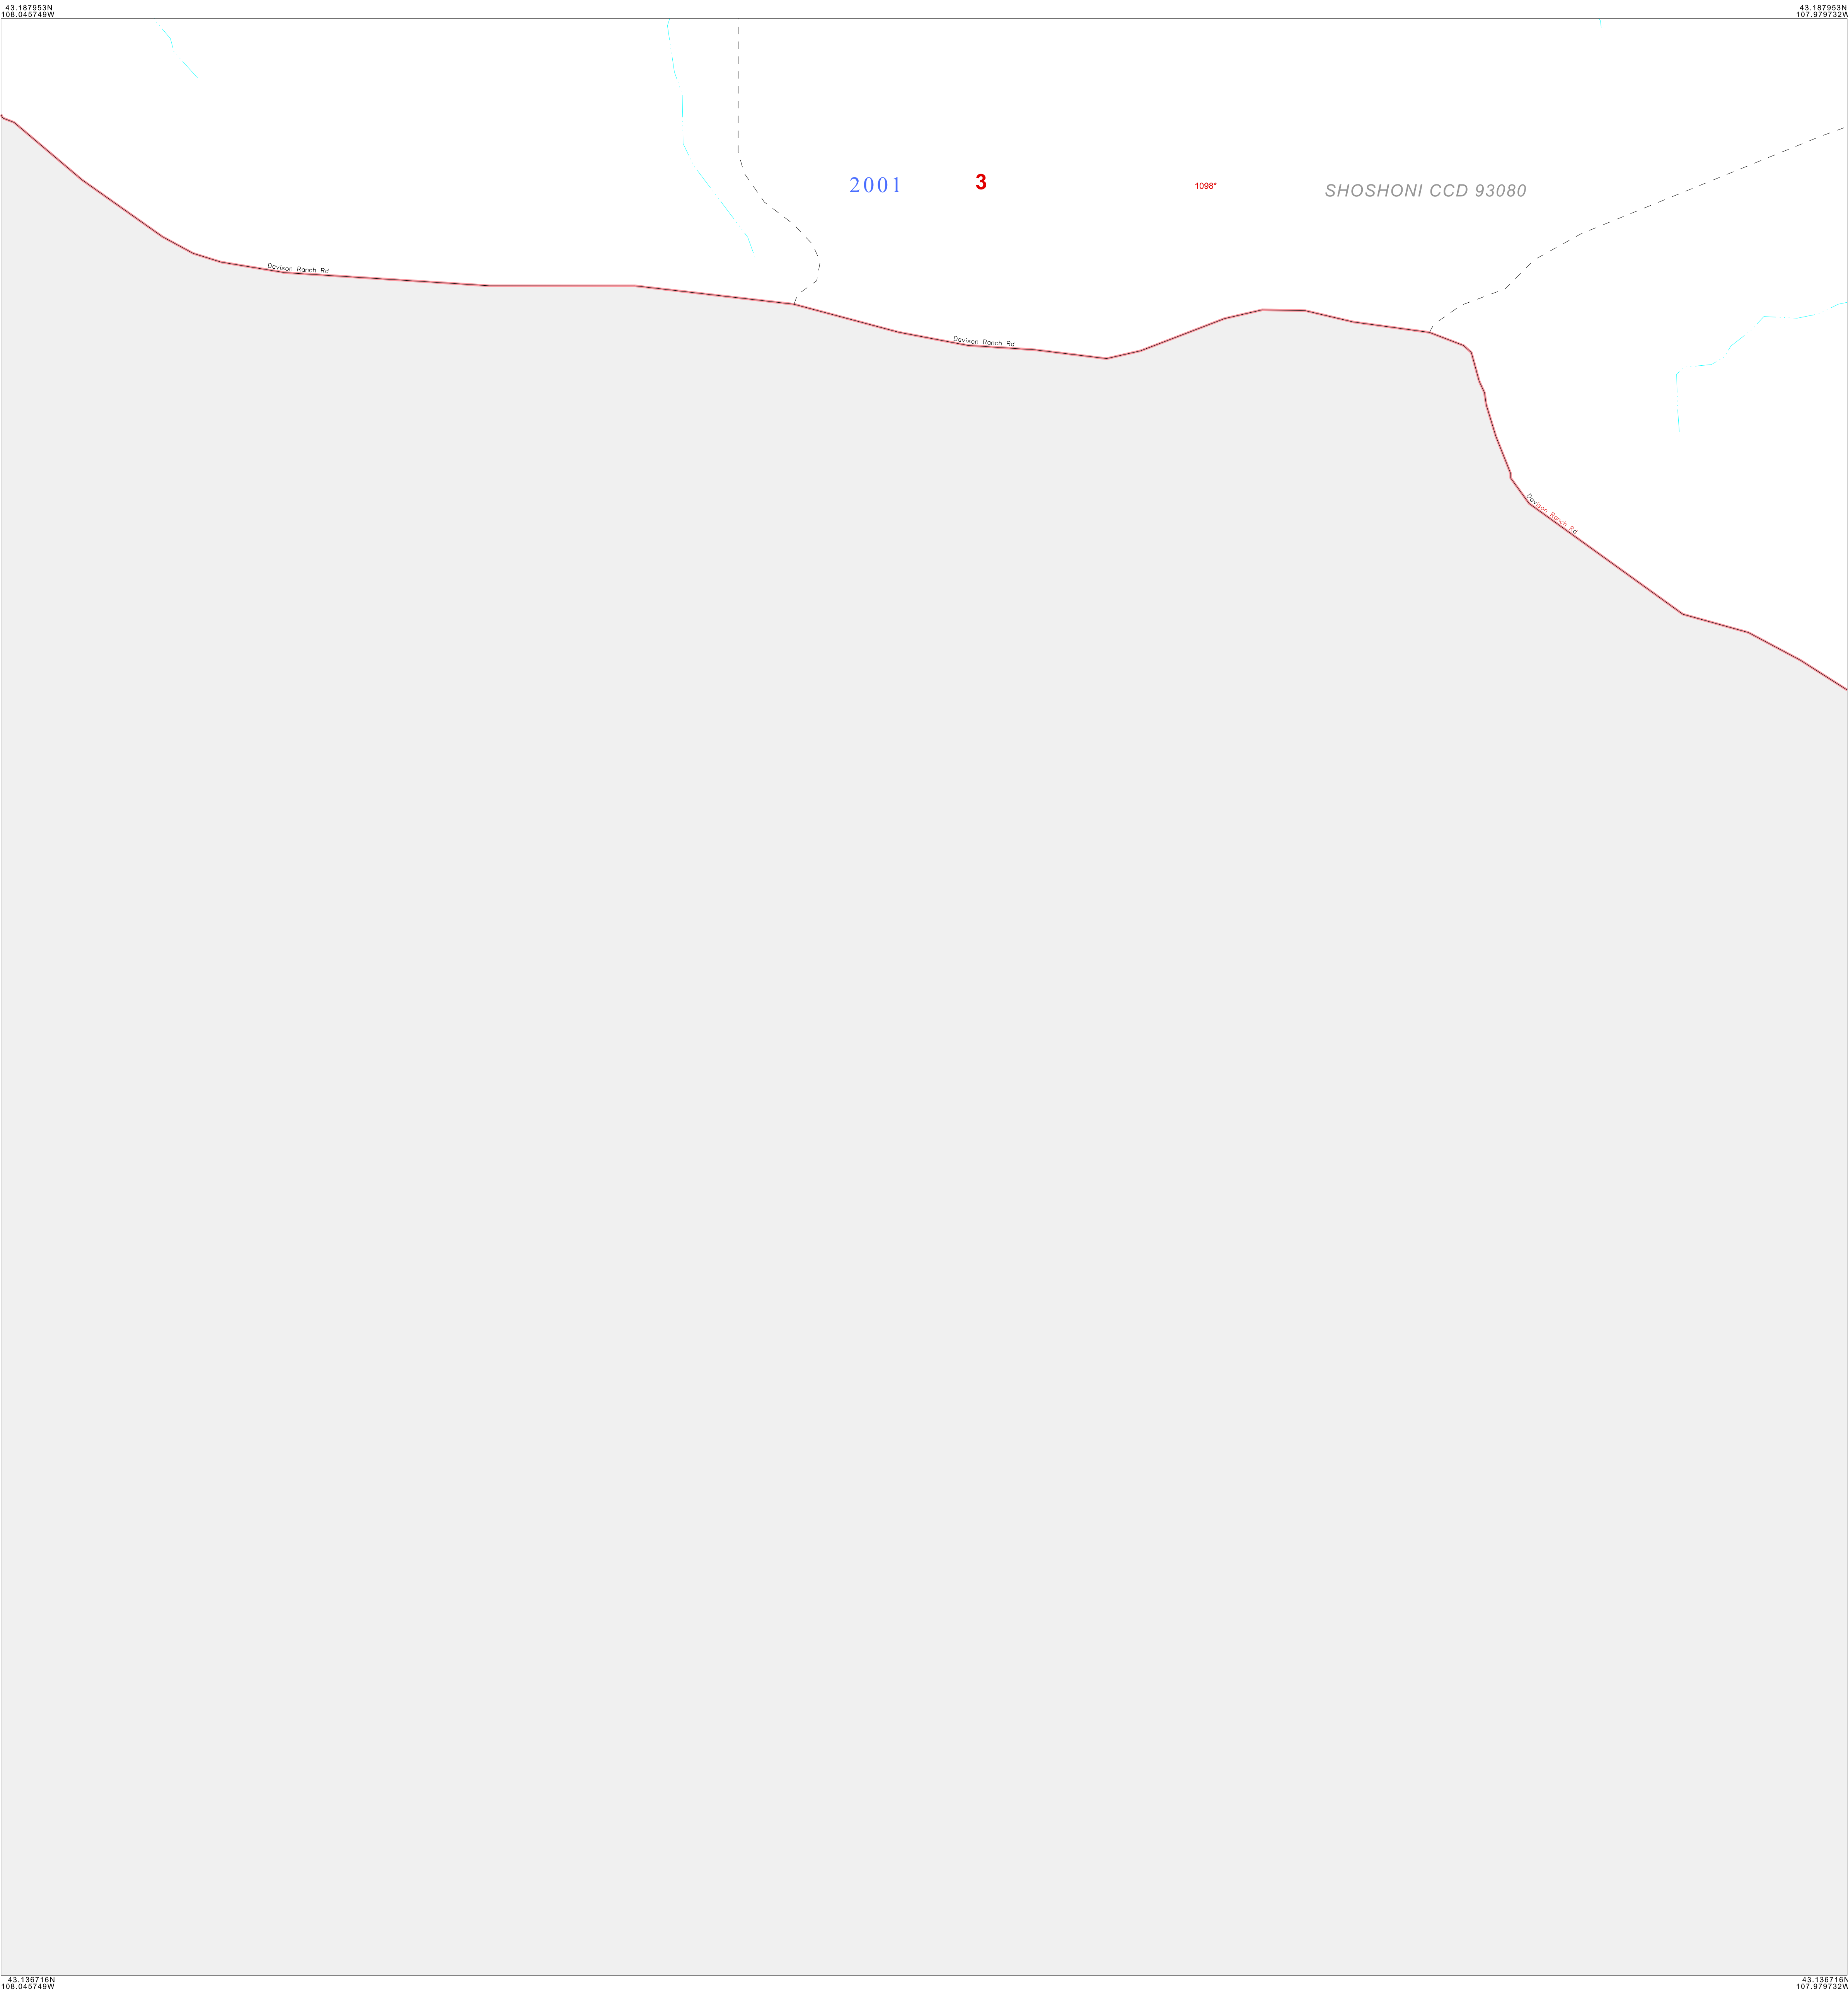 43.187953N
108.045749W
43.187953N
107.979732W
2001
3
1098*
SHOSHONI CCD 93080
Davison Ranch Rd
Davison Ranch Rd
Davison Ranch Rd
43.136716N
108.045749W
43.136716N
107.979732W